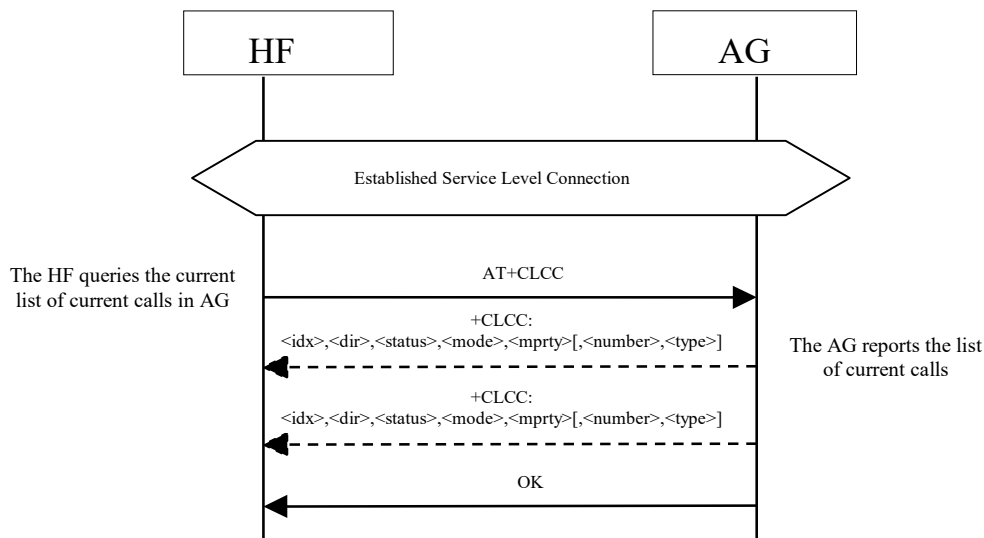 HF
AG
Established Service Level Connection
The HF queries the current
list of current calls in AG
AT+CLCC
+CLCC:
<idx>,<dir>,<status>,<mode>,<mprty>[,<number>,<type>]
The AG reports the list
of current calls
+CLCC:
<idx>,<dir>,<status>,<mode>,<mprty>[,<number>,<type>]
OK